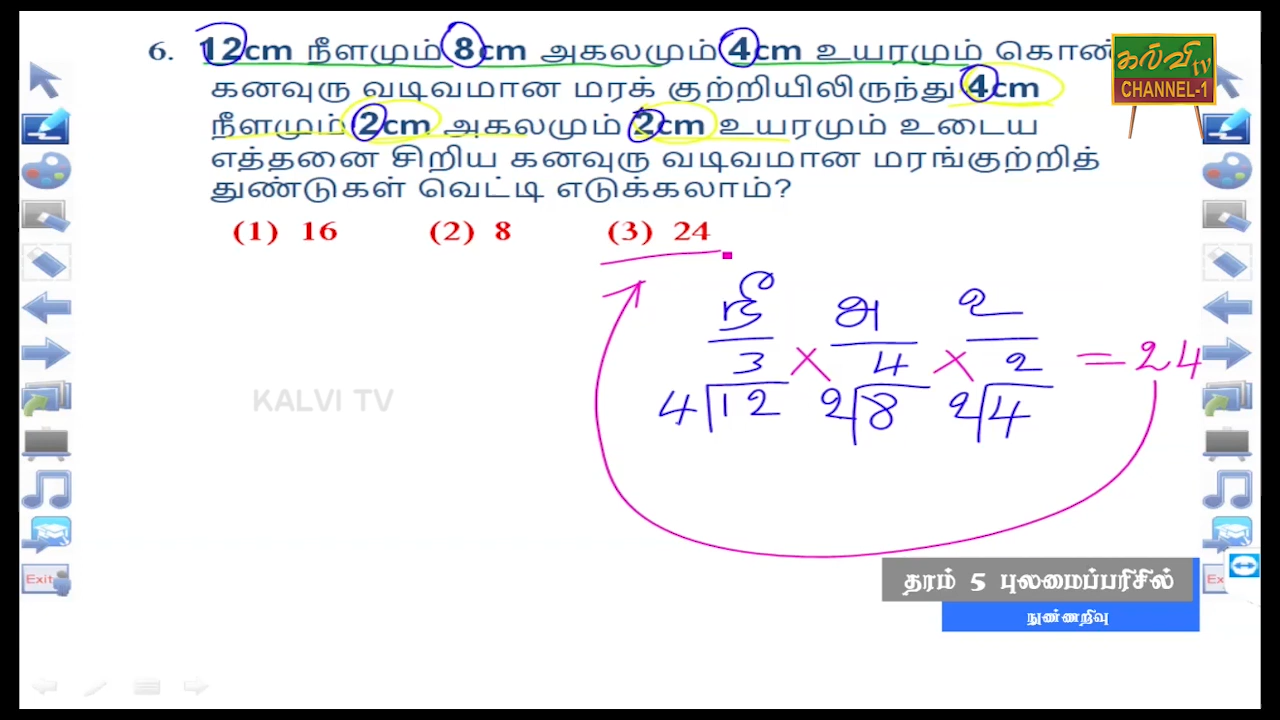 6. 12cm நீளமும் 8cm அகலமும் 4cm உயரமும் கொண்
கனவுரு வடிவமான மரக் குற்றியிலிருந்து 4cm
நீளமும் 2cm அகலமும் 2cm உயரமும் உடைய
எத்தனை சிறிய கனவுரு வடிவமான மரங்குற்றித்
துண்டுகள் வெட்டி எடுக்கலாம்?
(1) 16 (2) 8 (3) 24
நீ அ உ
3 × 4 × 2 = 24
4 12 2 8 2 4
கல்வி TV
CHANNEL-1
KALVI TV
தரம் 5 புலமைப்பரிசில்
நுண்ணறிவு
Exit
Ex